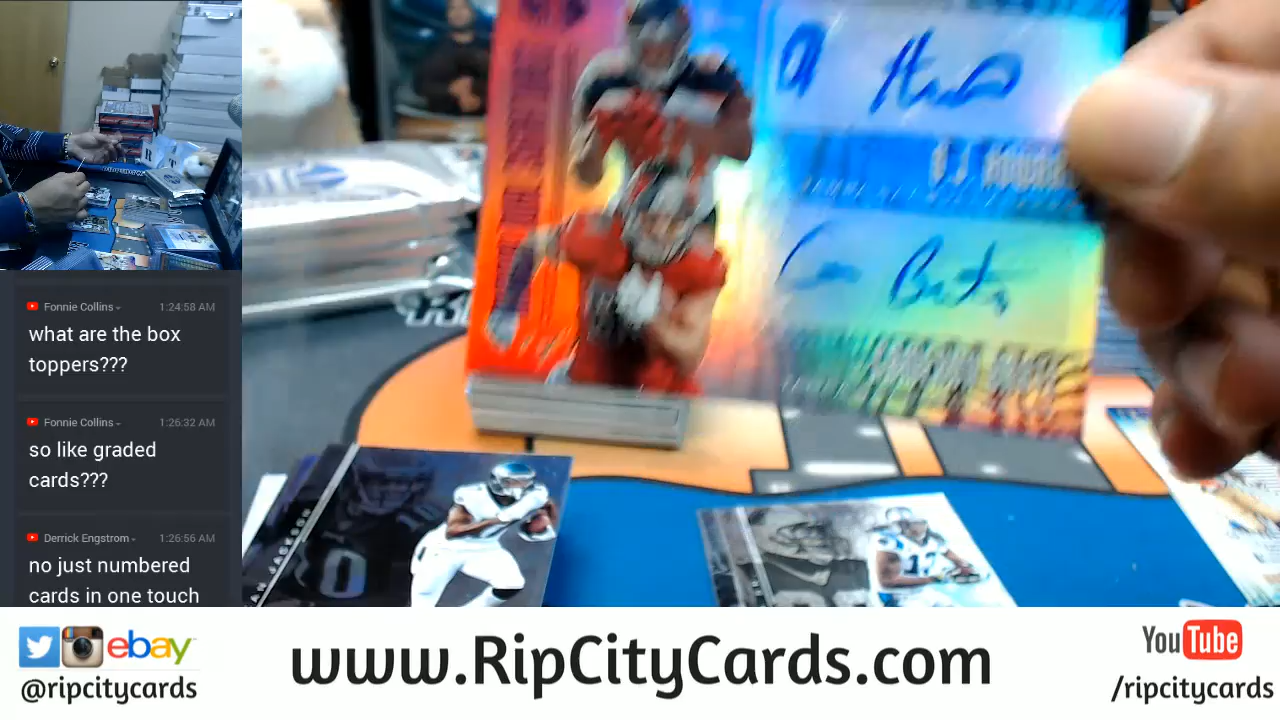 Fonnie Collins
1:24:58 AM
what are the box
toppers???
Fonnie Collins
1:26:32 AM
so like graded
cards???
Derrick Engstrom
1:26:56 AM
no just numbered
cards in one touch
ebay
@ripcitycards
www.RipCityCards.com
YouTube
/ripcitycards